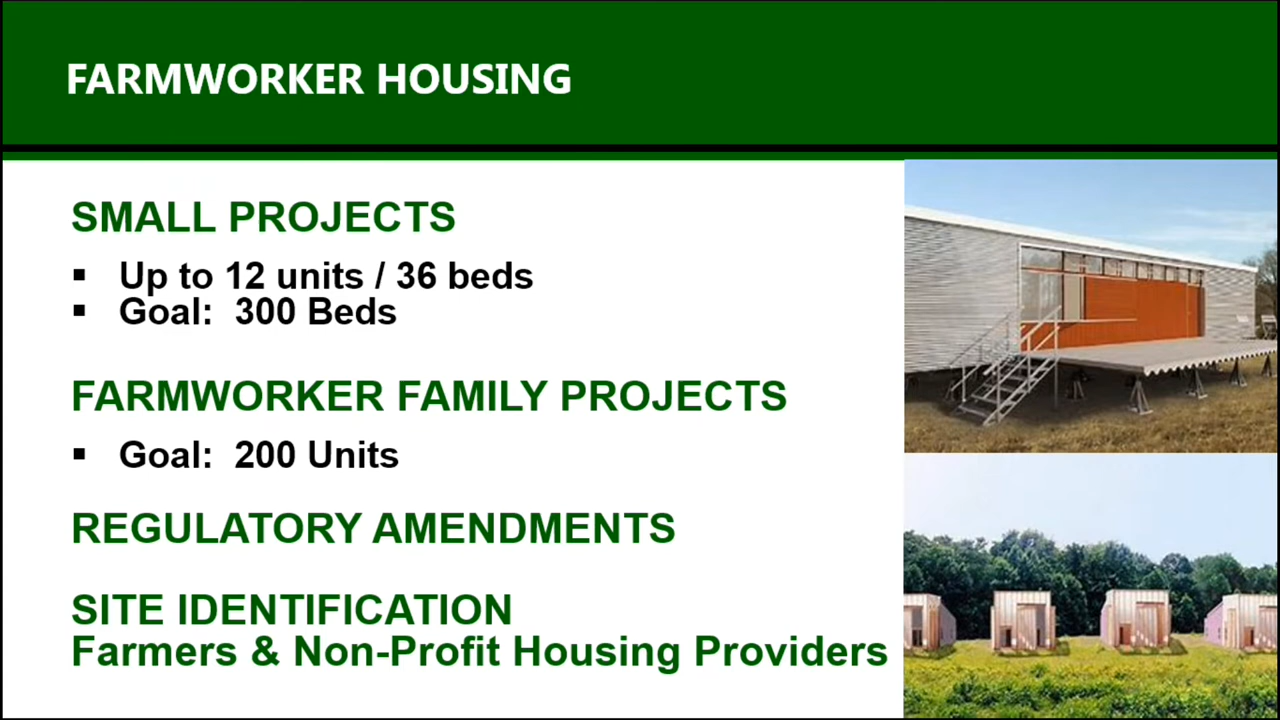 FARMWORKER HOUSING
SMALL PROJECTS
▪ Up to 12 units / 36 beds
▪ Goal: 300 Beds
FARMWORKER FAMILY PROJECTS
▪ Goal: 200 Units
REGULATORY AMENDMENTS
SITE IDENTIFICATION
Farmers & Non-Profit Housing Providers